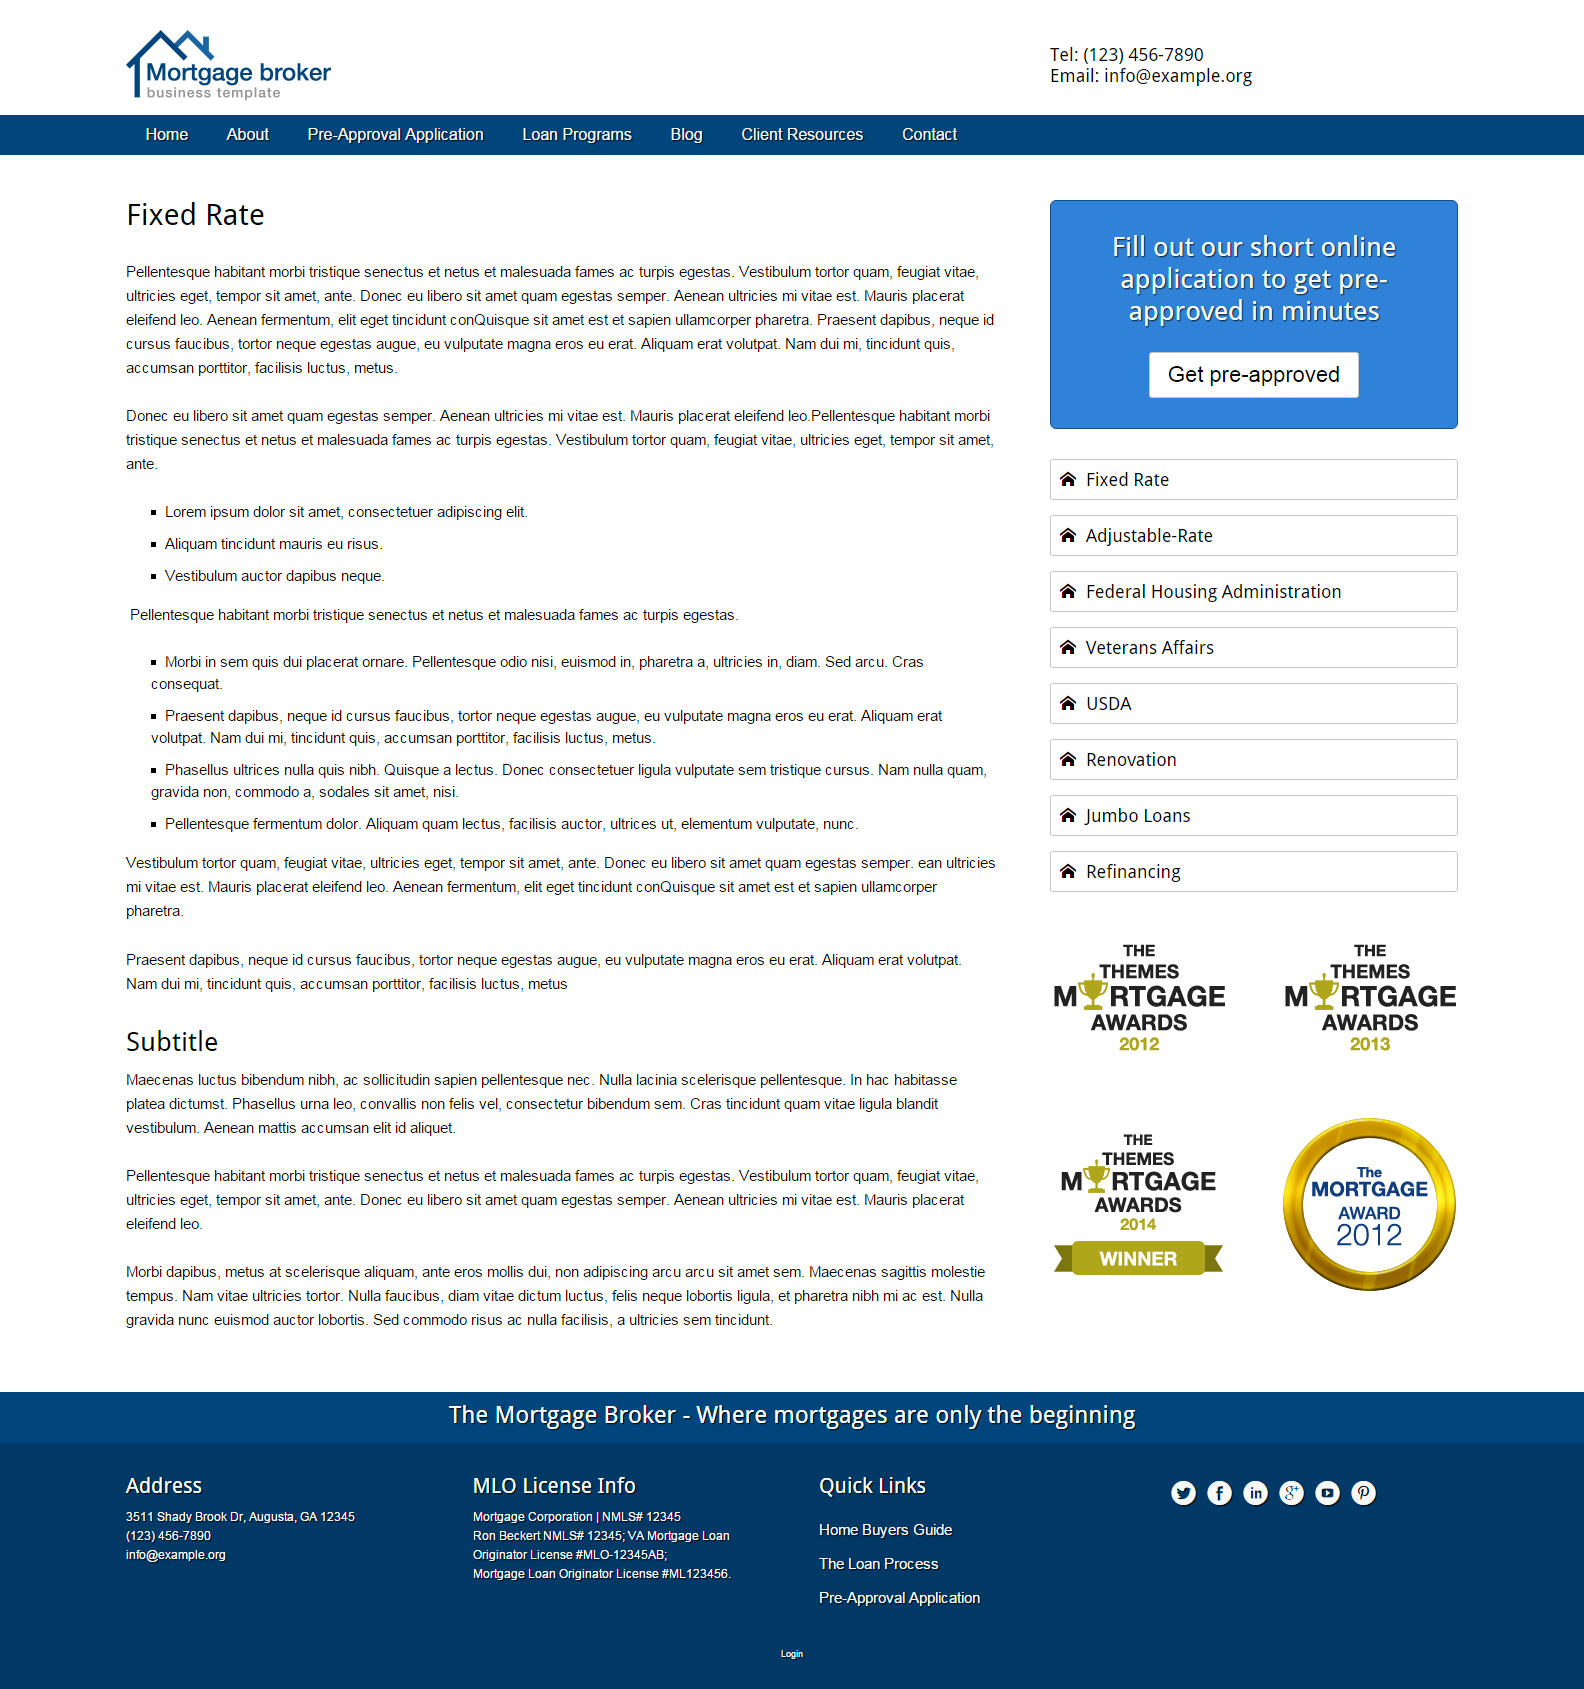 Mortgage broker
business template
Tel: (123) 456-7890
Email: info@example.org
Home About Pre-Approval Application Loan Programs Blog Client Resources Contact
Fixed Rate
Pellentesque habitant morbi tristique senectus et netus et malesuada fames ac turpis egestas. Vestibulum tortor quam, feugiat vitae,
ultricies eget, tempor sit amet, ante. Donec eu libero sit amet quam egestas semper. Aenean ultricies mi vitae est. Mauris placerat
eleifend leo. Aenean fermentum, elit eget tincidunt conQuisque sit amet est et sapien ullamcorper pharetra. Praesent dapibus, neque id
cursus faucibus, tortor neque egestas augue, eu vulputate magna eros eu erat. Aliquam erat volutpat. Nam dui mi, tincidunt quis,
accumsan porttitor, facilisis luctus, metus.
Donec eu libero sit amet quam egestas semper. Aenean ultricies mi vitae est. Mauris placerat eleifend leo.Pellentesque habitant morbi
tristique senectus et netus et malesuada fames ac turpis egestas. Vestibulum tortor quam, feugiat vitae, ultricies eget, tempor sit amet,
ante.
▪ Lorem ipsum dolor sit amet, consectetuer adipiscing elit.
▪ Aliquam tincidunt mauris eu risus.
▪ Vestibulum auctor dapibus neque.
Pellentesque habitant morbi tristique senectus et netus et malesuada fames ac turpis egestas.
▪ Morbi in sem quis dui placerat ornare. Pellentesque odio nisi, euismod in, pharetra a, ultricies in, diam. Sed arcu. Cras
consequat.
▪ Praesent dapibus, neque id cursus faucibus, tortor neque egestas augue, eu vulputate magna eros eu erat. Aliquam erat
volutpat. Nam dui mi, tincidunt quis, accumsan porttitor, facilisis luctus, metus.
▪ Phasellus ultrices nulla quis nibh. Quisque a lectus. Donec consectetuer ligula vulputate sem tristique cursus. Nam nulla quam,
gravida non, commodo a, sodales sit amet, nisi.
▪ Pellentesque fermentum dolor. Aliquam quam lectus, facilisis auctor, ultrices ut, elementum vulputate, nunc.
Vestibulum tortor quam, feugiat vitae, ultricies eget, tempor sit amet, ante. Donec eu libero sit amet quam egestas semper. ean ultricies
mi vitae est. Mauris placerat eleifend leo. Aenean fermentum, elit eget tincidunt conQuisque sit amet est et sapien ullamcorper
pharetra.
Praesent dapibus, neque id cursus faucibus, tortor neque egestas augue, eu vulputate magna eros eu erat. Aliquam erat volutpat.
Nam dui mi, tincidunt quis, accumsan porttitor, facilisis luctus, metus
Subtitle
Maecenas luctus bibendum nibh, ac sollicitudin sapien pellentesque nec. Nulla lacinia scelerisque pellentesque. In hac habitasse
platea dictumst. Phasellus urna leo, convallis non felis vel, consectetur bibendum sem. Cras tincidunt quam vitae ligula blandit
vestibulum. Aenean mattis accumsan elit id aliquet.
Pellentesque habitant morbi tristique senectus et netus et malesuada fames ac turpis egestas. Vestibulum tortor quam, feugiat vitae,
ultricies eget, tempor sit amet, ante. Donec eu libero sit amet quam egestas semper. Aenean ultricies mi vitae est. Mauris placerat
eleifend leo.
Morbi dapibus, metus at scelerisque aliquam, ante eros mollis dui, non adipiscing arcu arcu sit amet sem. Maecenas sagittis molestie
tempus. Nam vitae ultricies tortor. Nulla faucibus, diam vitae dictum luctus, felis neque lobortis ligula, et pharetra nibh mi ac est. Nulla
gravida nunc euismod auctor lobortis. Sed commodo risus ac nulla facilisis, a ultricies sem tincidunt.
Fill out our short online
application to get pre-
approved in minutes
Get pre-approved
Fixed Rate
Adjustable-Rate
Federal Housing Administration
Veterans Affairs
USDA
Renovation
Jumbo Loans
Refinancing
THE
THEMES
MORTGAGE
AWARDS
2012
THE
THEMES
MORTGAGE
AWARDS
2013
THE
THEMES
MORTGAGE
AWARDS
2014
WINNER
The
MORTGAGE
AWARD
2012
The Mortgage Broker - Where mortgages are only the beginning
Address
3511 Shady Brook Dr, Augusta, GA 12345
(123) 456-7890
info@example.org
MLO License Info
Mortgage Corporation | NMLS# 12345
Ron Beckert NMLS# 12345; VA Mortgage Loan
Originator License #MLO-12345AB;
Mortgage Loan Originator License #ML123456.
Quick Links
Home Buyers Guide
The Loan Process
Pre-Approval Application
Login